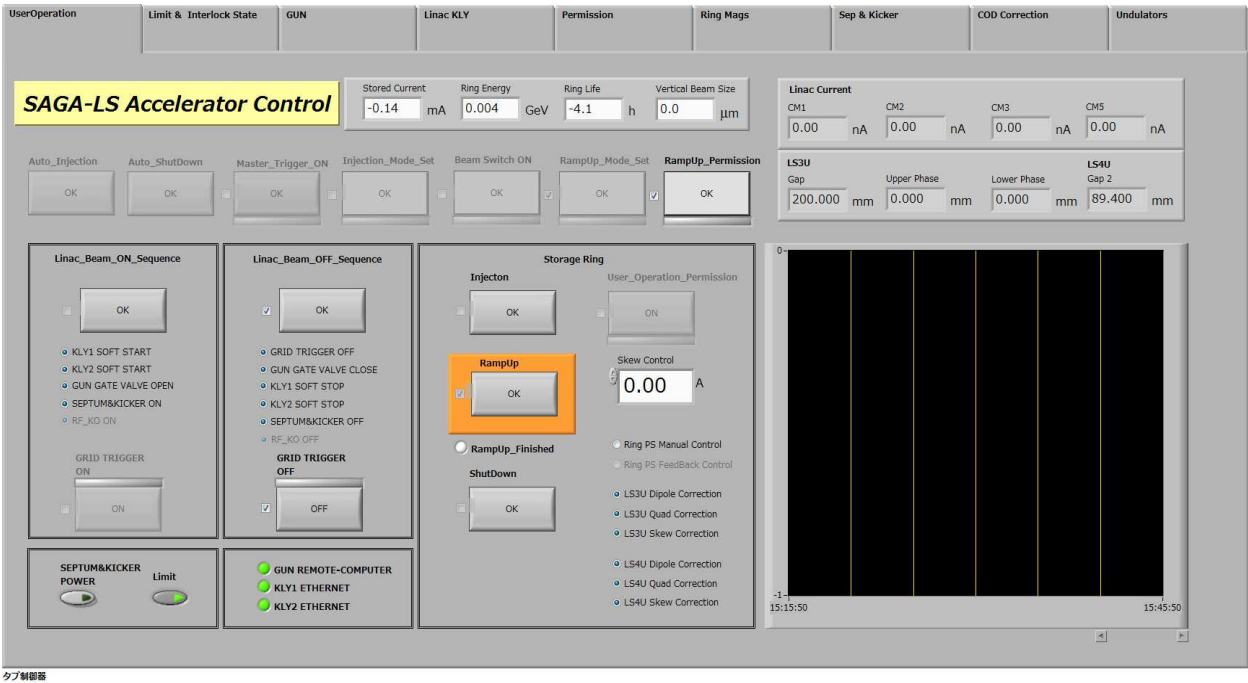 UserOperation
Limit & Interlock State
GUN
Linac KLY
Permission
Ring Mags
Sep & Kicker
COD Correction
Undulators
SAGA-LS Accelerator Control
Stored Current
-0.14 mA
Ring Energy
0.004 GeV
Ring Life
-4.1 h
Vertical Beam Size
0.0 μm
Linac Current
CM1
0.00 nA
CM2
0.00 nA
CM3
0.00 nA
CM5
0.00 nA
Auto_Injection
OK
Auto_ShutDown
OK
Master_Trigger_ON
OK
Injection_Mode_Set
OK
Beam Switch ON
OK
RampUp_Mode_Set
OK
RampUp_Permission
OK
LS3U
Gap
200.000 mm
Upper Phase
0.000 mm
Lower Phase
0.000 mm
LS4U
Gap 2
89.400 mm
Linac_Beam_ON_Sequence
OK
KLY1 SOFT START
KLY2 SOFT START
GUN GATE VALVE OPEN
SEPTUM&KICKER ON
RF_KO ON
GRID TRIGGER
ON
ON
Linac_Beam_OFF_Sequence
OK
GRID TRIGGER OFF
GUN GATE VALVE CLOSE
KLY1 SOFT STOP
KLY2 SOFT STOP
SEPTUM&KICKER OFF
RF_KO OFF
GRID TRIGGER
OFF
OFF
Storage Ring
Injecton
OK
User_Operation_Permission
ON
RampUp
OK
Skew Control
0.00 A
RampUp_Finished
ShutDown
OK
Ring PS Manual Control
Ring PS FeedBack Control
LS3U Dipole Correction
LS3U Quad Correction
LS3U Skew Correction
LS4U Dipole Correction
LS4U Quad Correction
LS4U Skew Correction
SEPTUM&KICKER
POWER
Limit
GUN REMOTE-COMPUTER
KLY1 ETHERNET
KLY2 ETHERNET
0
-1
15:15:50
15:45:50
タブ制御器